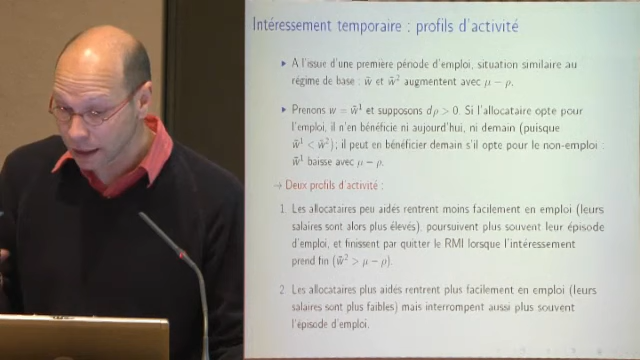 Intéressement temporaire : profils d'activité
A l'issue d'une première période d'emploi, situation similaire au
régime de base : w̃ et w̃² augmentent avec μ − ρ.
Prenons w = w̃¹ et supposons dρ > 0. Si l'allocataire opte pour
l'emploi, il n'en bénéficie ni aujourd'hui, ni demain (puisque
w̃¹ < w̃²) ; il peut en bénéficier demain s'il opte pour le non-emploi :
w̃¹ baisse avec μ − ρ.
→ Deux profils d'activité :
1. Les allocataires peu aidés rentrent moins facilement en emploi (leurs
salaires sont alors plus élevés), poursuivent plus souvent leur épisode
d'emploi, et finissent par quitter le RMI lorsque l'intéressement
prend fin (w̃² > μ − ρ).
2. Les allocataires plus aidés rentrent plus facilement en emploi (leurs
salaires sont plus faibles) mais interrompent aussi plus souvent
l'épisode d'emploi.